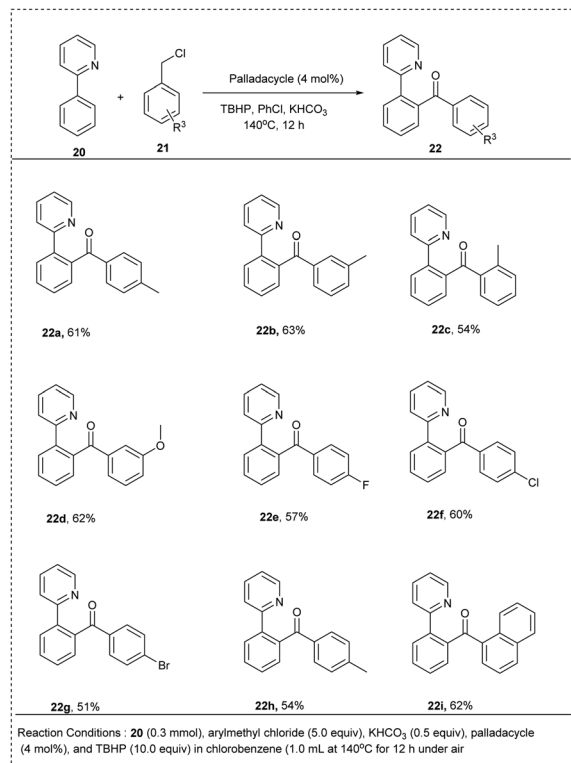 N
Cl
+
R3
20
21
Palladacycle (4 mol%)
TBHP, PhCl, KHCO3
140oC, 12 h
N
O
R3
22
N
O
22a, 61%
N
O
22b, 63%
N
O
22c, 54%
N
O
O
22d, 62%
N
O
F
22e, 57%
N
O
Cl
22f, 60%
N
O
Br
22g, 51%
N
O
22h, 54%
N
O
22i, 62%
Reaction Conditions : 20 (0.3 mmol), arylmethyl chloride (5.0 equiv), KHCO3 (0.5 equiv), palladacycle
(4 mol%), and TBHP (10.0 equiv) in chlorobenzene (1.0 mL at 140oC for 12 h under air